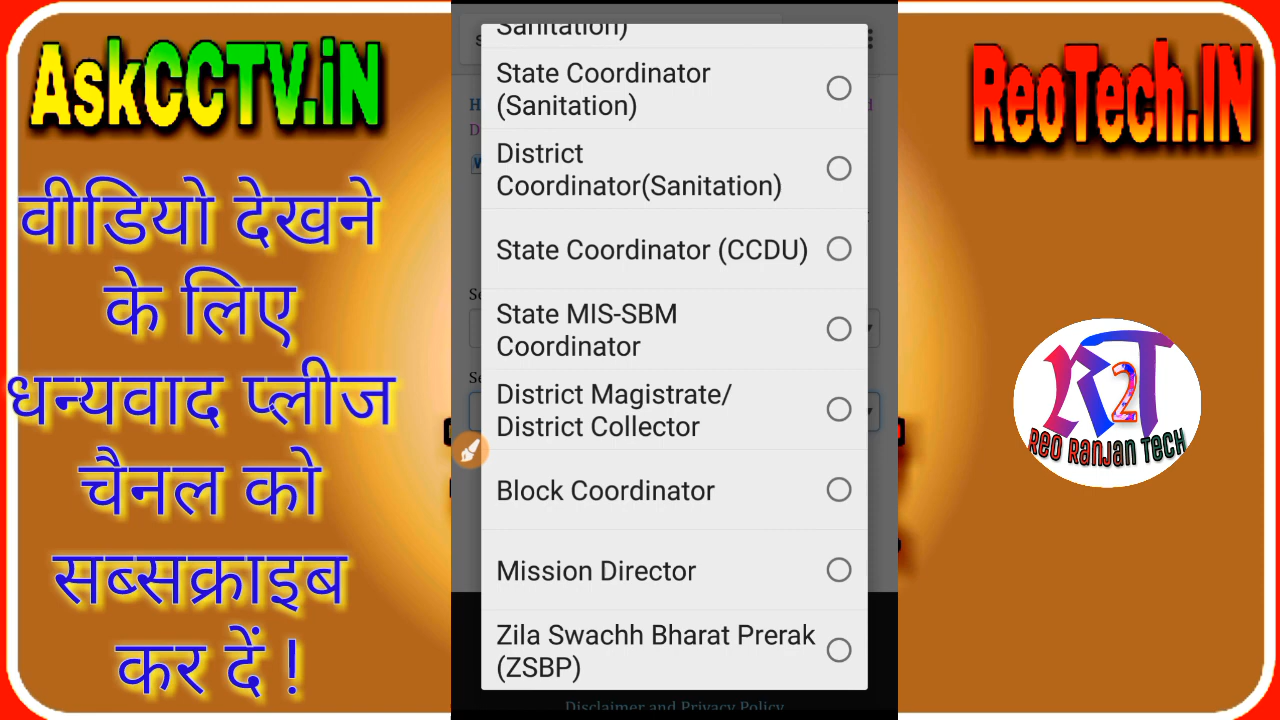 AskCCTV.iN
वीडियो देखने
के लिए
धन्यवाद प्लीज
चैनल को
सब्सक्राइब
कर दें !
Sanitation)
State Coordinator
(Sanitation)
District
Coordinator(Sanitation)
State Coordinator (CCDU)
State MIS-SBM
Coordinator
District Magistrate/
District Collector
Block Coordinator
Mission Director
Zila Swachh Bharat Prerak
(ZSBP)
Disclaimer and Privacy Policy
ReoTech.IN
R2T
REO RANJAN TECH